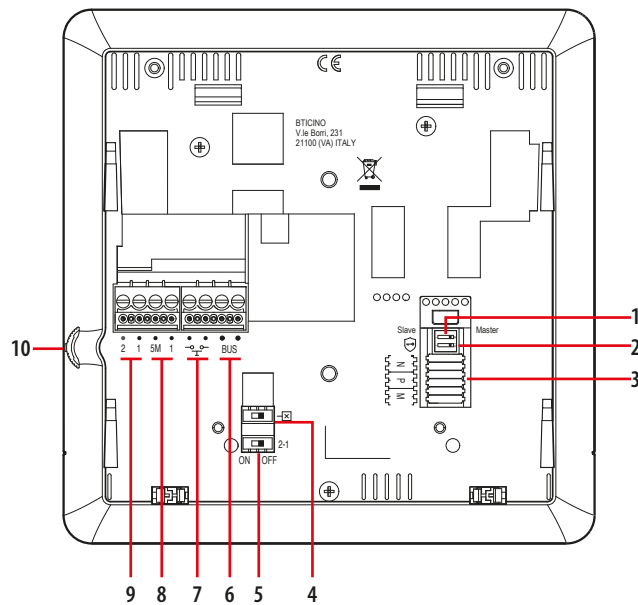 CE
BTICINO
V.le Borri, 231
21100 (VA) ITALY
Slave Master
1
2
3
N
P
M
10
2 1 5M 1 BUS
2-1
ON OFF
9 8 7 6 5 4